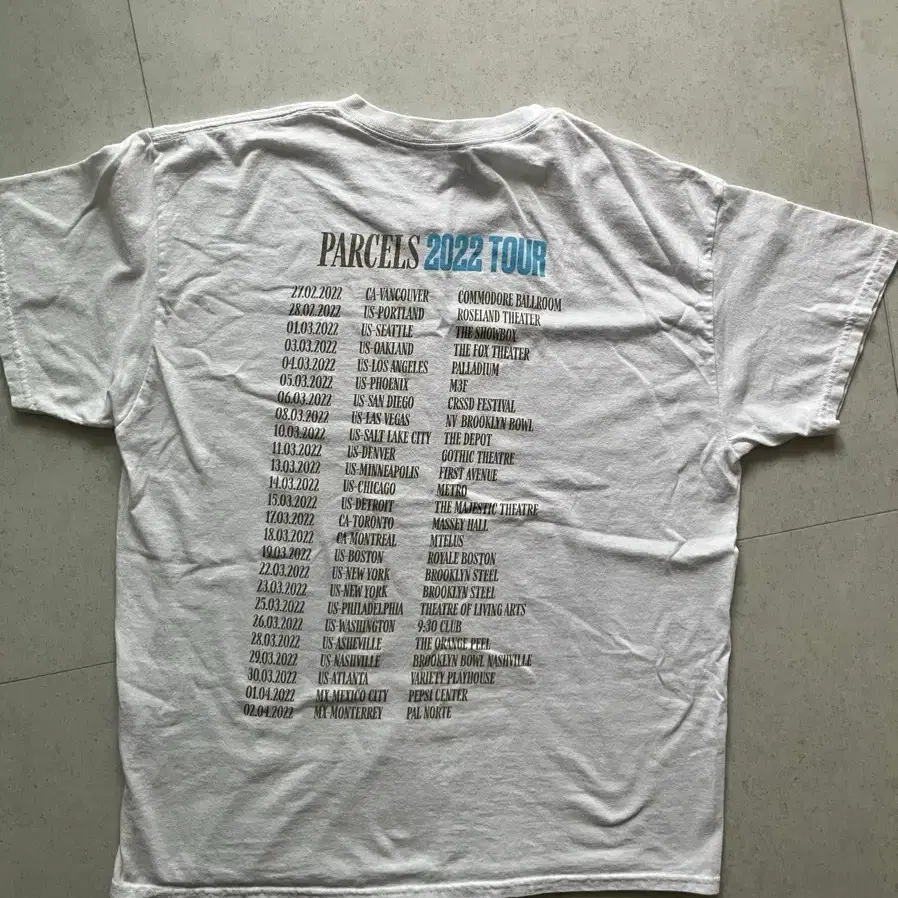 PARCELS 2022 TOUR
27.02.2022 CA-VANCOUVER COMMODORE BALLROOM
28.02.2022 US-PORTLAND ROSELAND THEATER
01.03.2022 US-SEATTLE THE SHOWBOX
03.03.2022 US-OAKLAND THE FOX THEATER
04.03.2022 US-LOS ANGELES PALLADIUM
05.03.2022 US-PHOENIX M3F
06.03.2022 US-SAN DIEGO CRSSD FESTIVAL
08.03.2022 US-LAS VEGAS NV BROOKLYN BOWL
10.03.2022 US-SALT LAKE CITY THE DEPOT
11.03.2022 US-DENVER GOTHIC THEATRE
13.03.2022 US-MINNEAPOLIS FIRST AVENUE
14.03.2022 US-CHICAGO METRO
15.03.2022 US-DETROIT THE MAJESTIC THEATRE
17.03.2022 CA-TORONTO MASSEY HALL
18.03.2022 CA MONTREAL MTELUS
19.03.2022 US-BOSTON ROYALE BOSTON
22.03.2022 US-NEW YORK BROOKLYN STEEL
23.03.2022 US-NEW YORK BROOKLYN STEEL
25.03.2022 US-PHILADELPHIA THEATRE OF LIVING ARTS
26.03.2022 US-WASHINGTON 9:30 CLUB
28.03.2022 US-ASHEVILLE THE ORANGE PEEL
29.03.2022 US-NASHVILLE BROOKLYN BOWL NASHVILLE
30.03.2022 US-ATLANTA VARIETY PLAYHOUSE
01.04.2022 MX-MEXICO CITY PEPSI CENTER
02.04.2022 MX-MONTERREY PAL NORTE